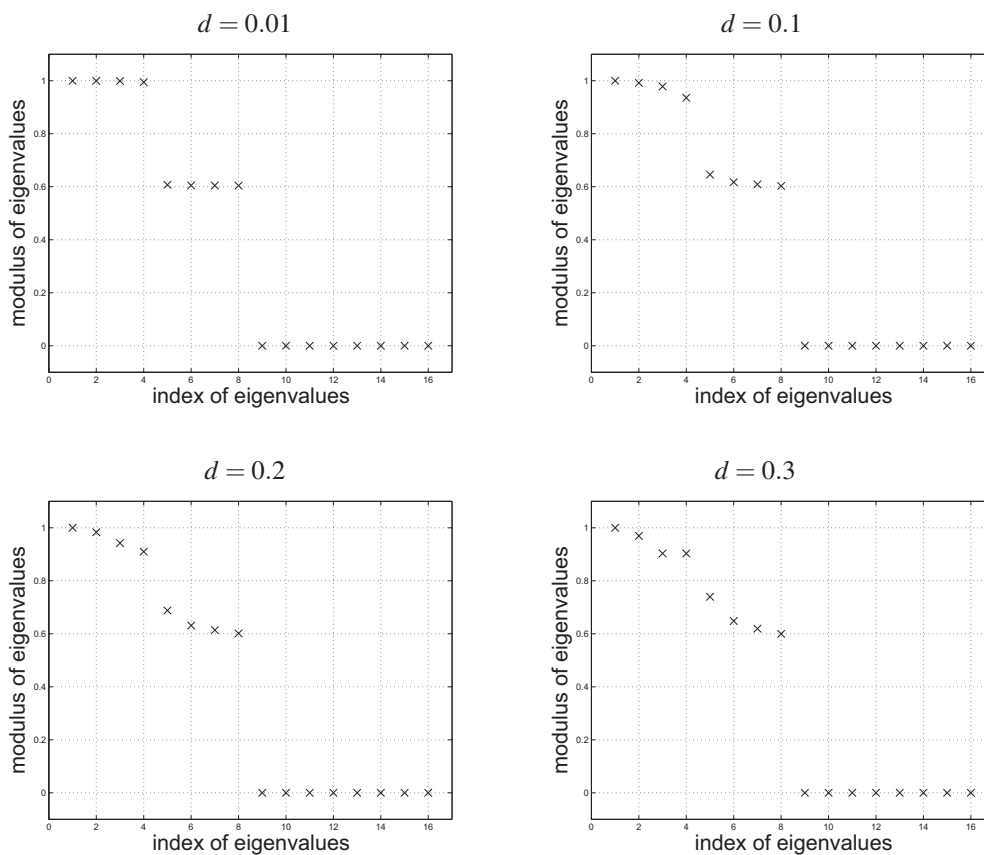 d = 0.01
1
0.8
0.6
0.4
0.2
0
modulus of eigenvalues
0 2 4 6 8 10 12 14 16
index of eigenvalues
d = 0.1
1
0.8
0.6
0.4
0.2
0
modulus of eigenvalues
0 2 4 6 8 10 12 14 16
index of eigenvalues
d = 0.2
1
0.8
0.6
0.4
0.2
0
modulus of eigenvalues
0 2 4 6 8 10 12 14 16
index of eigenvalues
d = 0.3
1
0.8
0.6
0.4
0.2
0
modulus of eigenvalues
0 2 4 6 8 10 12 14 16
index of eigenvalues